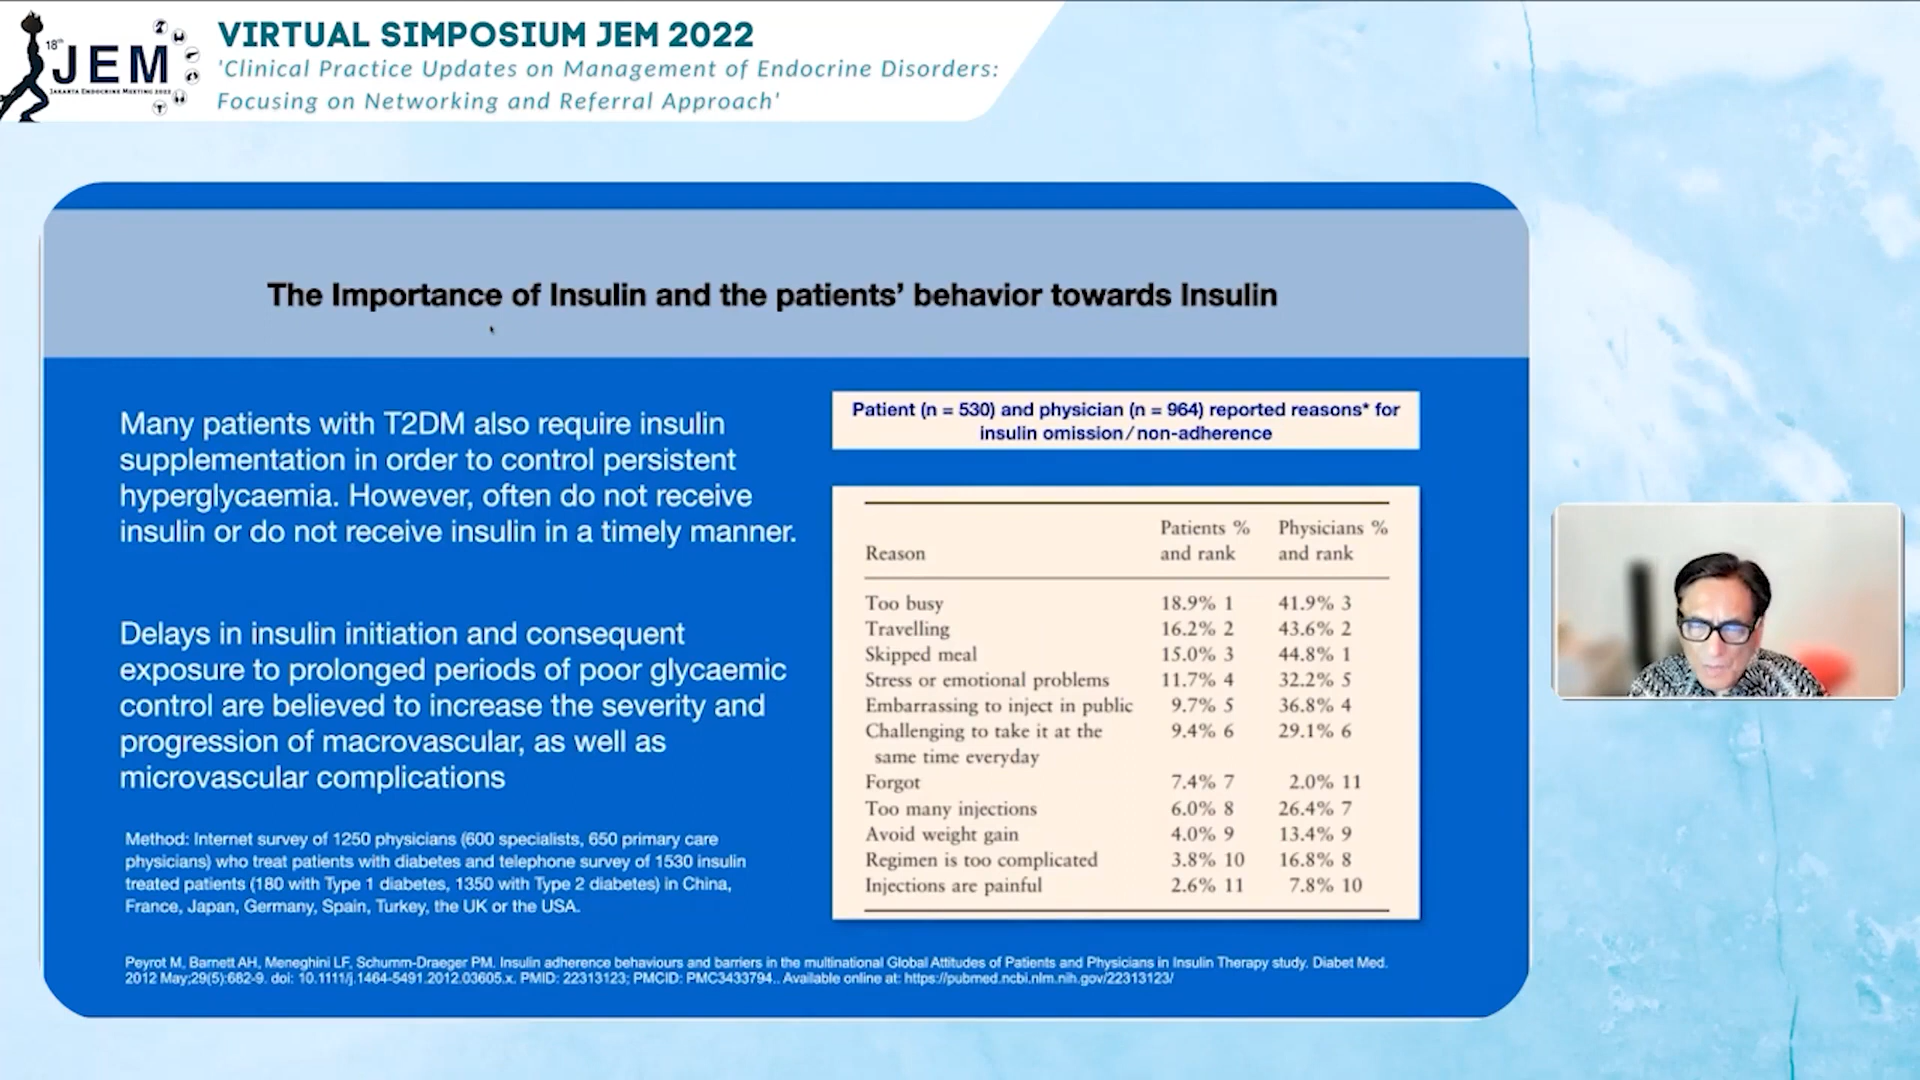 18th
JEM
JAKARTA ENDOCRINE MEETING 2022
VIRTUAL SIMPOSIUM JEM 2022
'Clinical Practice Updates on Management of Endocrine Disorders:
Focusing on Networking and Referral Approach'
The Importance of Insulin and the patients' behavior towards Insulin
Many patients with T2DM also require insulin
supplementation in order to control persistent
hyperglycaemia. However, often do not receive
insulin or do not receive insulin in a timely manner.
Delays in insulin initiation and consequent
exposure to prolonged periods of poor glycaemic
control are believed to increase the severity and
progression of macrovascular, as well as
microvascular complications
Method: Internet survey of 1250 physicians (600 specialists, 650 primary care
physicians) who treat patients with diabetes and telephone survey of 1530 insulin
treated patients (180 with Type 1 diabetes, 1350 with Type 2 diabetes) in China,
France, Japan, Germany, Spain, Turkey, the UK or the USA.
Patient (n = 530) and physician (n = 964) reported reasons* for
insulin omission/non-adherence
Patients % Physicians %
Reason and rank and rank
Too busy 18.9% 1 41.9% 3
Travelling 16.2% 2 43.6% 2
Skipped meal 15.0% 3 44.8% 1
Stress or emotional problems 11.7% 4 32.2% 5
Embarrassing to inject in public 9.7% 5 36.8% 4
Challenging to take it at the 9.4% 6 29.1% 6
same time everyday
Forgot 7.4% 7 2.0% 11
Too many injections 6.0% 8 26.4% 7
Avoid weight gain 4.0% 9 13.4% 9
Regimen is too complicated 3.8% 10 16.8% 8
Injections are painful 2.6% 11 7.8% 10
Peyrot M, Barnett AH, Meneghini LF, Schumm-Draeger PM. Insulin adherence behaviours and barriers in the multinational Global Attitudes of Patients and Physicians in Insulin Therapy study. Diabet Med.
2012 May;29(5):682-9. doi: 10.1111/j.1464-5491.2012.03605.x. PMID: 22313123; PMCID: PMC3433794.. Available online at: https://pubmed.ncbi.nlm.nih.gov/22313123/